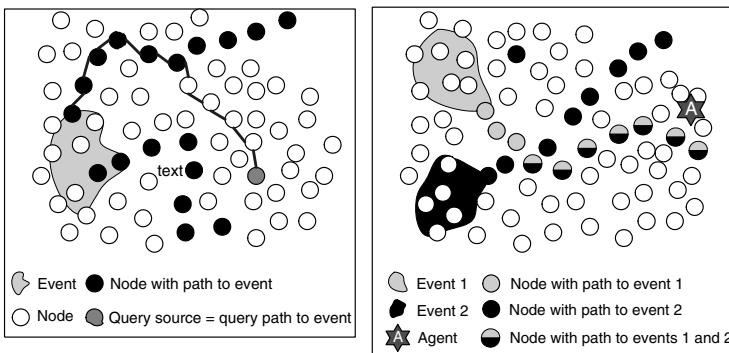 text
Event
Node with path to event
Node
Query source = query path to event
A
Event 1
Node with path to event 1
Event 2
Node with path to event 2
A
Agent
Node with path to events 1 and 2